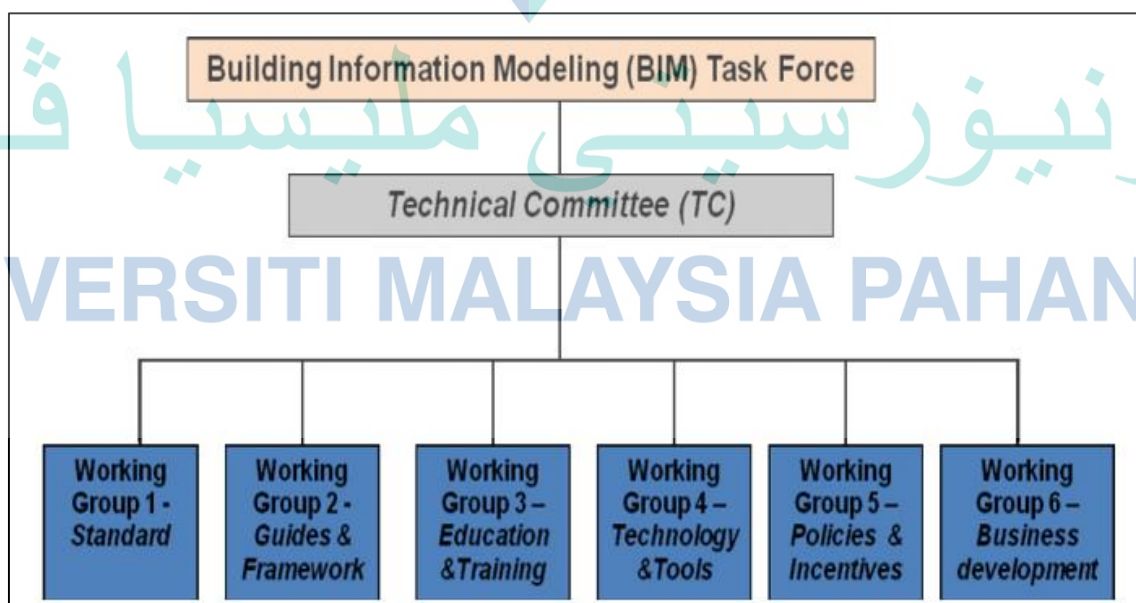 Building Information Modeling (BIM) Task Force
نيۏرسيتي مليسيا ق
Technical Committee (TC)
VERSITI MALAYSIA PAHAN
Working
Group 1 -
Standard
Working
Group 2 -
Guides &
Framework
Working
Group 3 –
Education
&Training
Working
Group 4 –
Technology
&Tools
Working
Group 5 –
Policies &
Incentives
Working
Group 6 –
Business
development